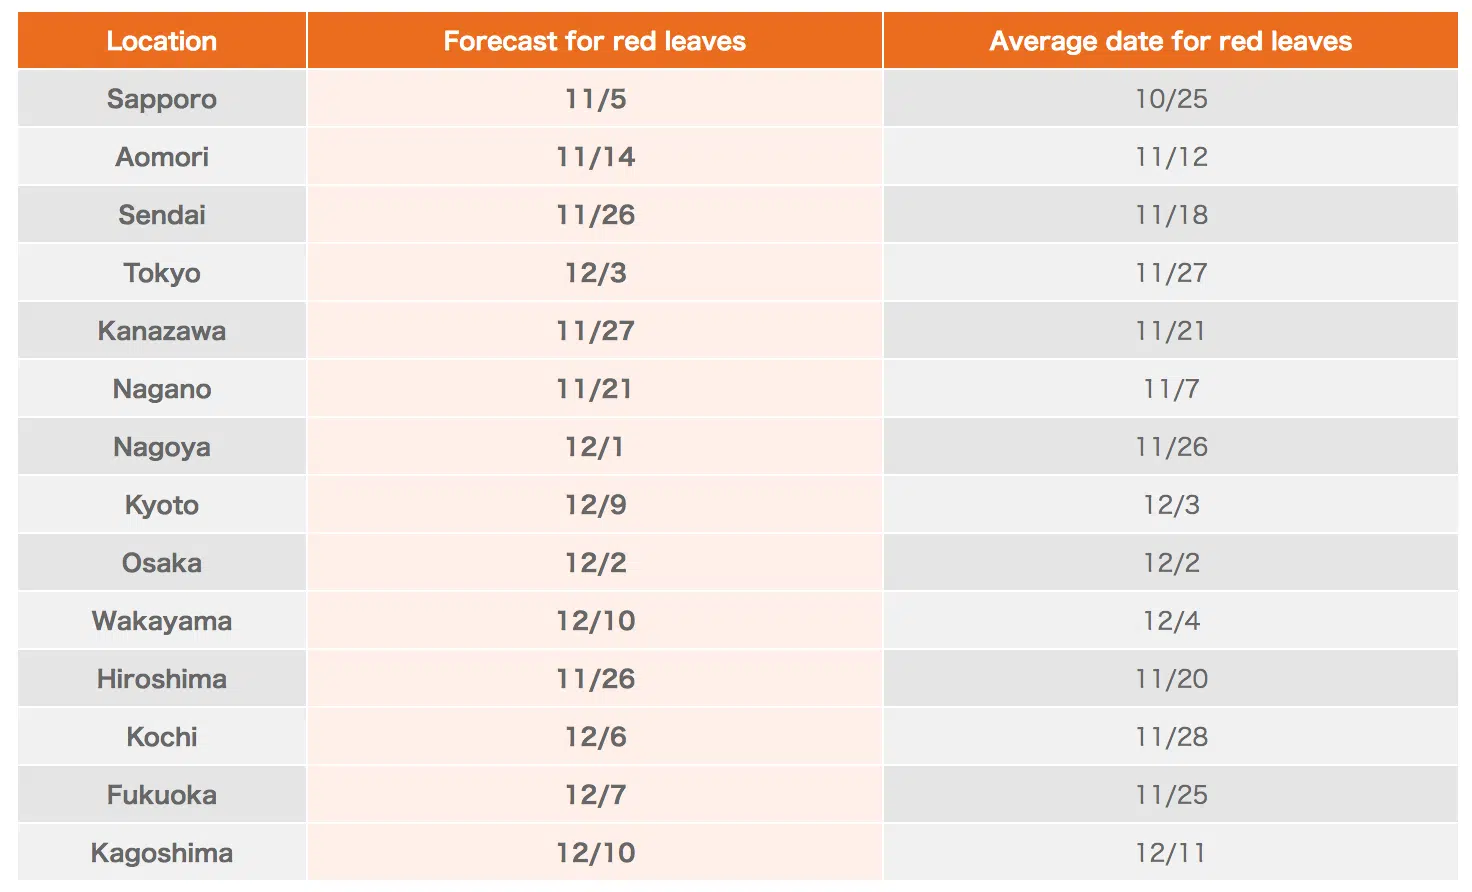 Location Forecast for red leaves Average date for red leaves
Sapporo 11/5 10/25
Aomori 11/14 11/12
Sendai 11/26 11/18
Tokyo 12/3 11/27
Kanazawa 11/27 11/21
Nagano 11/21 11/7
Nagoya 12/1 11/26
Kyoto 12/9 12/3
Osaka 12/2 12/2
Wakayama 12/10 12/4
Hiroshima 11/26 11/20
Kochi 12/6 11/28
Fukuoka 12/7 11/25
Kagoshima 12/10 12/11